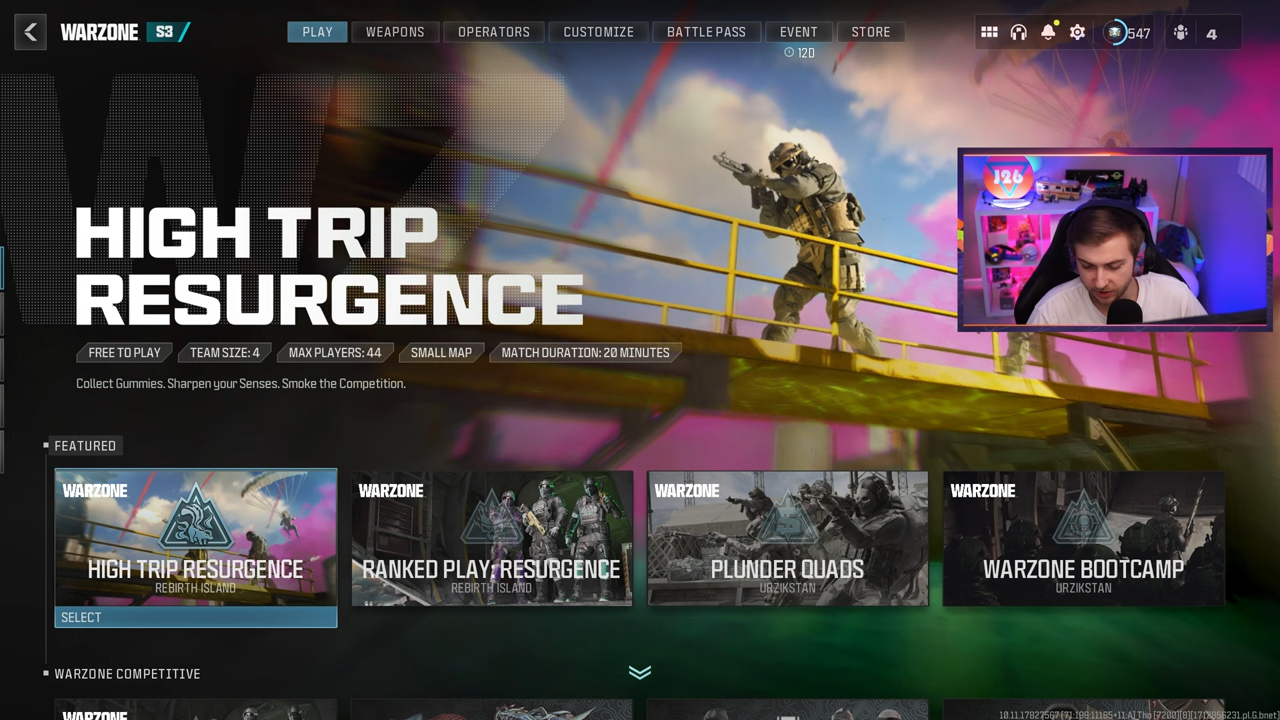 WARZONE S3
PLAY WEAPONS OPERATORS CUSTOMIZE BATTLE PASS EVENT STORE
547 4
12D
J26
HIGH TRIP
RESURGENCE
FREE TO PLAY TEAM SIZE: 4 MAX PLAYERS: 44 SMALL MAP MATCH DURATION: 20 MINUTES
Collect Gummies. Sharpen your Senses. Smoke the Competition.
FEATURED
WARZONE WARZONE WARZONE WARZONE
HIGH TRIP RESURGENCE RANKED PLAY: RESURGENCE PLUNDER QUADS WARZONE BOOTCAMP
REBIRTH ISLAND REBIRTH ISLAND URZIKSTAN URZIKSTAN
SELECT
WARZONE COMPETITIVE
WARZONE